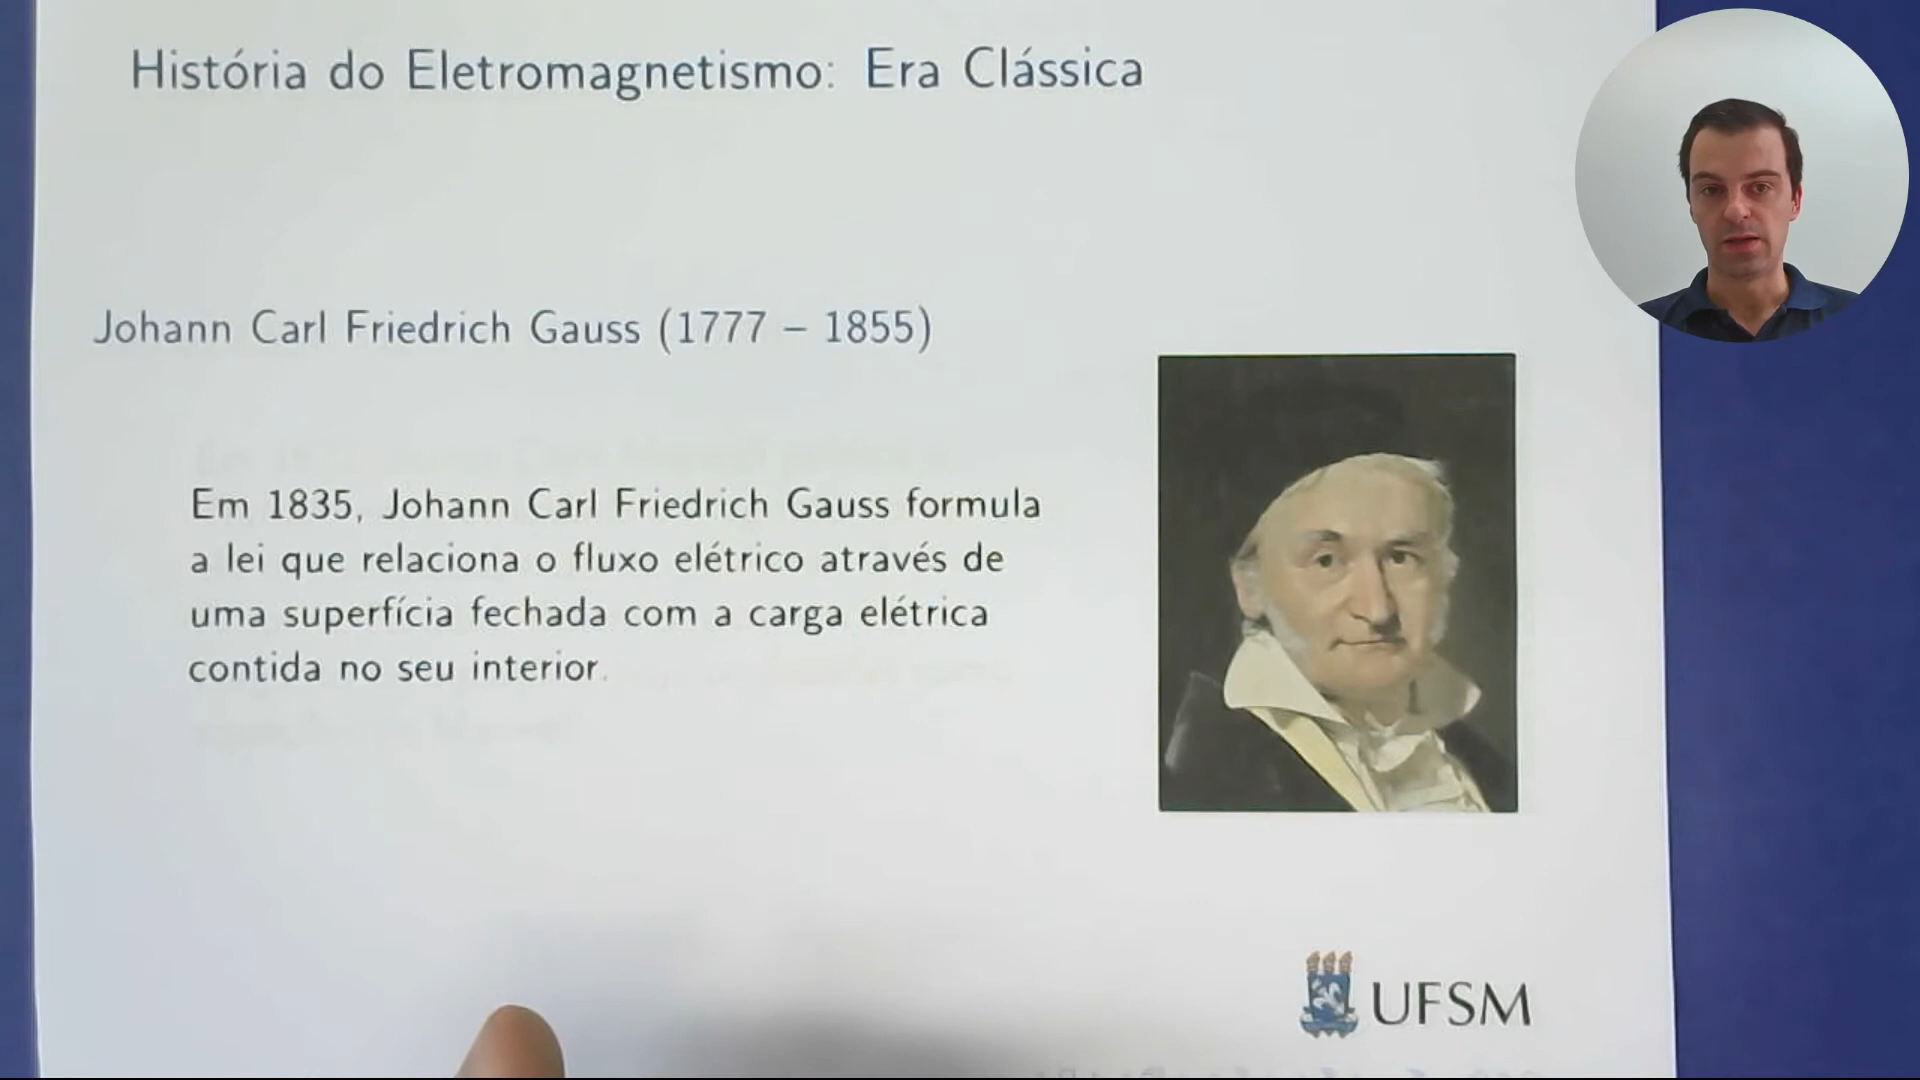 História do Eletromagnetismo: Era Clássica
Johann Carl Friedrich Gauss (1777 – 1855)
Em 1835, Johann Carl Friedrich Gauss formula
a lei que relaciona o fluxo elétrico através de
uma superfície fechada com a carga elétrica
contida no seu interior.
UFSM